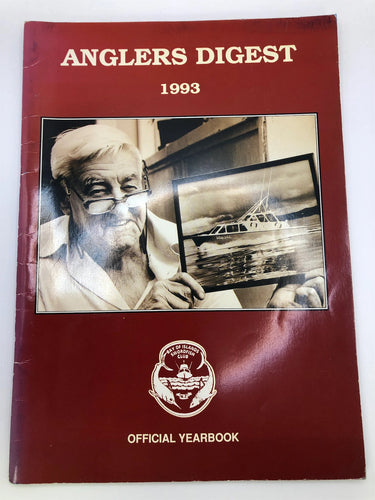 ANGLERS DIGEST
1993
BAY OF ISLANDS
SWORDFISH
CLUB
OFFICIAL YEARBOOK